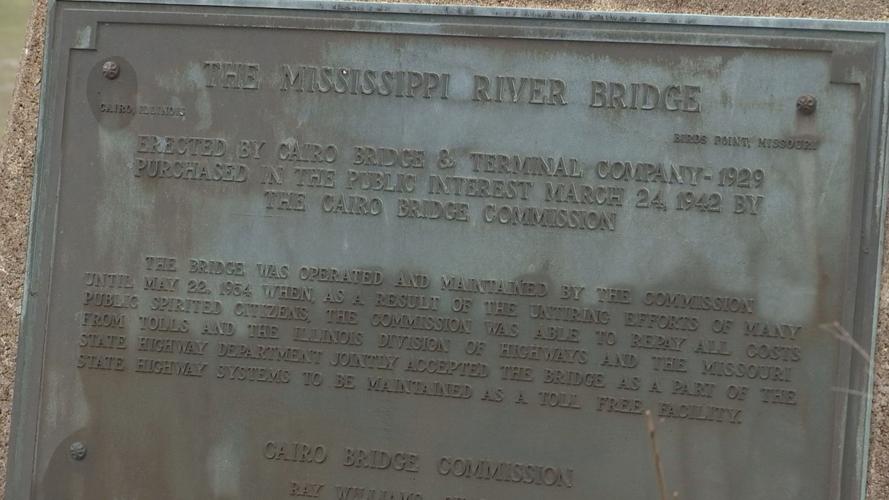 THE MISSISSIPPI RIVER BRIDGE
CAIRO, ILLINOIS
BIRDS POINT, MISSOURI
ERECTED BY CAIRO BRIDGE & TERMINAL COMPANY-1929
PURCHASED IN THE PUBLIC INTEREST MARCH 24, 1942 BY
THE CAIRO BRIDGE COMMISSION
THE BRIDGE WAS OPERATED AND MAINTAINED BY THE COMMISSION
UNTIL MAY 22, 1954 WHEN, AS A RESULT OF THE UNTIRING EFFORTS OF MANY
PUBLIC SPIRITED CITIZENS, THE COMMISSION WAS ABLE TO REPAY ALL COSTS
FROM TOLLS AND THE ILLINOIS DIVISION OF HIGHWAYS AND THE MISSOURI
STATE HIGHWAY DEPARTMENT JOINTLY ACCEPTED THE BRIDGE AS A PART OF THE
STATE HIGHWAY SYSTEMS TO BE MAINTAINED AS A TOLL FREE FACILITY.
CAIRO BRIDGE COMMISSION
RAY WILLIAMS